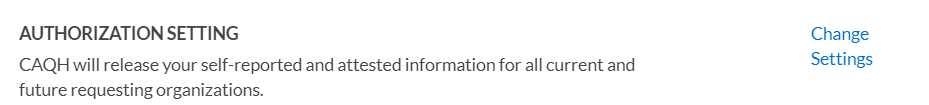 AUTHORIZATION SETTING
CAQH will release your self-reported and attested information for all current and
future requesting organizations.
Change
Settings